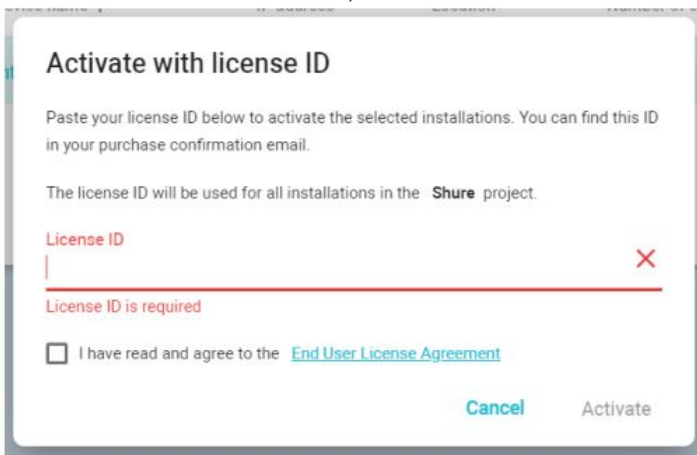 Activate with license ID
Paste your license ID below to activate the selected installations. You can find this ID
in your purchase confirmation email.
The license ID will be used for all installations in the Shure project.
License ID
License ID is required
I have read and agree to the End User License Agreement
Cancel Activate